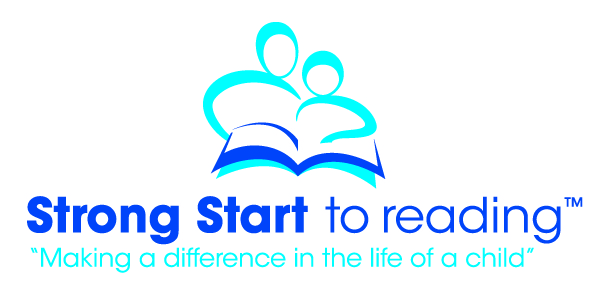 Strong Start to reading™
“Making a difference in the life of a child”